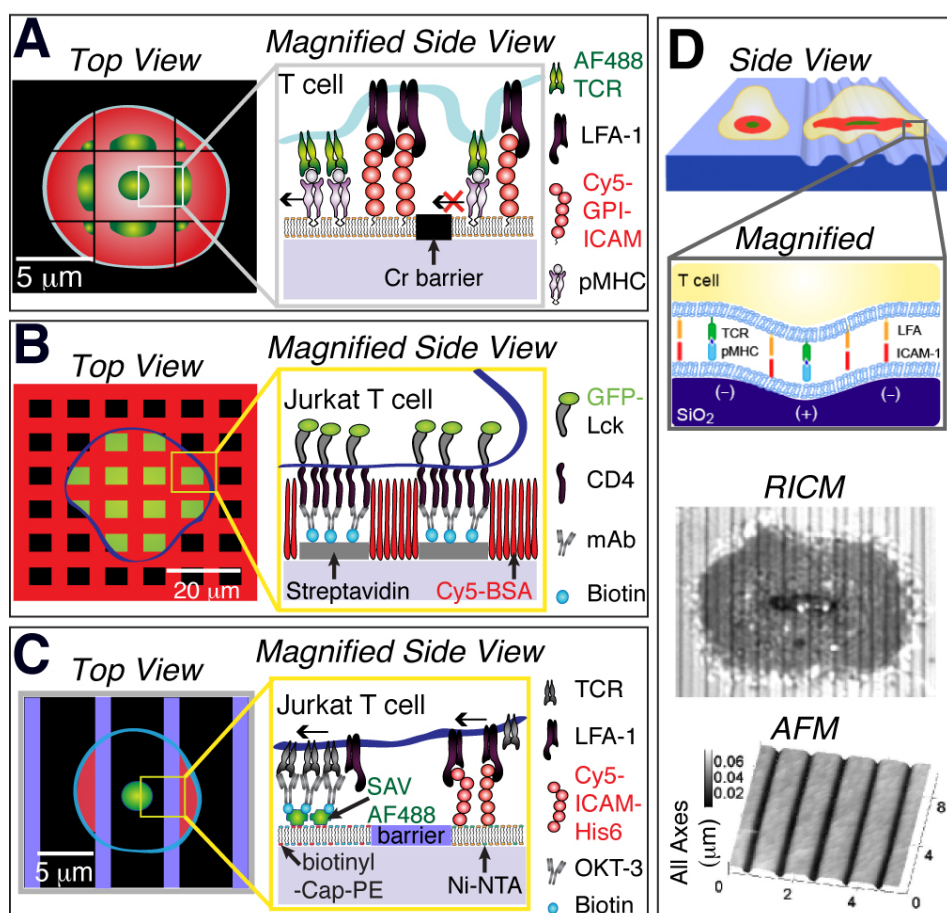 A
Top View
Magnified Side View
T cell
AF488
TCR
LFA-1
Cy5-
GPI-
ICAM
pMHC
Cr barrier
5 μm
B
Top View
Magnified Side View
Jurkat T cell
GFP-
Lck
CD4
mAb
Biotin
Streptavidin
Cy5-BSA
20 μm
C
Top View
Magnified Side View
Jurkat T cell
TCR
LFA-1
Cy5-
ICAM-
His6
OKT-3
Biotin
SAV
AF488
barrier
biotinyl
-Cap-PE
Ni-NTA
5 μm
D
Side View
Magnified
T cell
TCR
pMHC
LFA
ICAM-1
(-)
(+)
(-)
SiO2
RICM
AFM
0.06
0.04
0.02
All Axes
(μm)
0
2
4
0
4
8